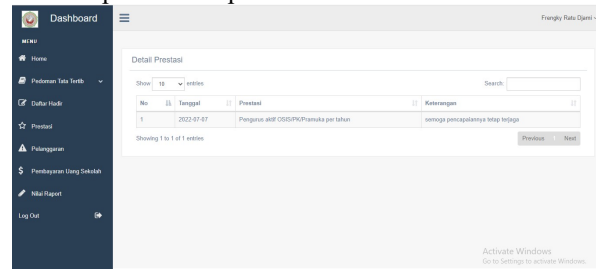 Dashboard
Frengky Ratu Djami
MENU
Home
Detail Prestasi
Pedoman Tata Tertib
Show 10 entries
Search:
Daftar Hadir
No Tanggal Prestasi Keterangan
1 2022-07-07 Pengurus aktif OSIS/PK/Pramuka per tahun semoga pencapaiannya tetap terjaga
Prestasi
Showing 1 to 1 of 1 entries
Previous 1 Next
Pelanggaran
Pembayaran Uang Sekolah
Nilai Raport
Log Out
Activate Windows
Go to Settings to activate Windows.